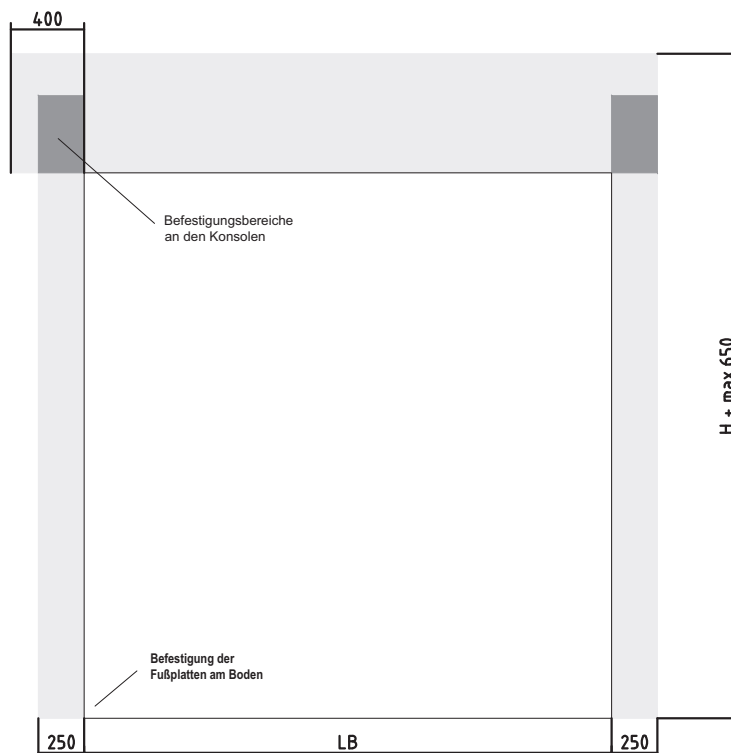 400
Befestigungsbereiche
an den Konsolen
H + max 650
Befestigung der
Fußplatten am Boden
250
LB
250